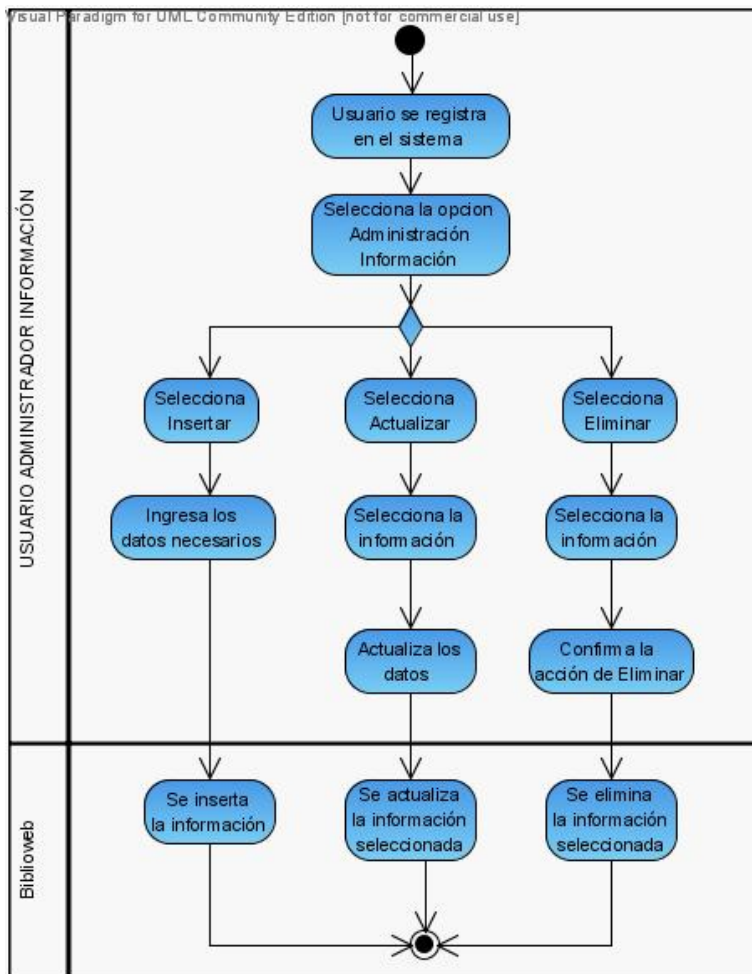 Visual Paradigm for UML Community Edition [not for commercial use]
USUARIO ADMINISTRADOR INFORMACIÓN
Usuario se registra
en el sistema
Selecciona la opcion
Administración
Información
Selecciona
Insertar
Selecciona
Actualizar
Selecciona
Eliminar
Ingresa los
datos necesarios
Selecciona la
información
Selecciona la
información
Actualiza los
datos
Confirma la
acción de Eliminar
Biblioweb
Se inserta
la información
Se actualiza
la información
seleccionada
Se elimina
la información
seleccionada